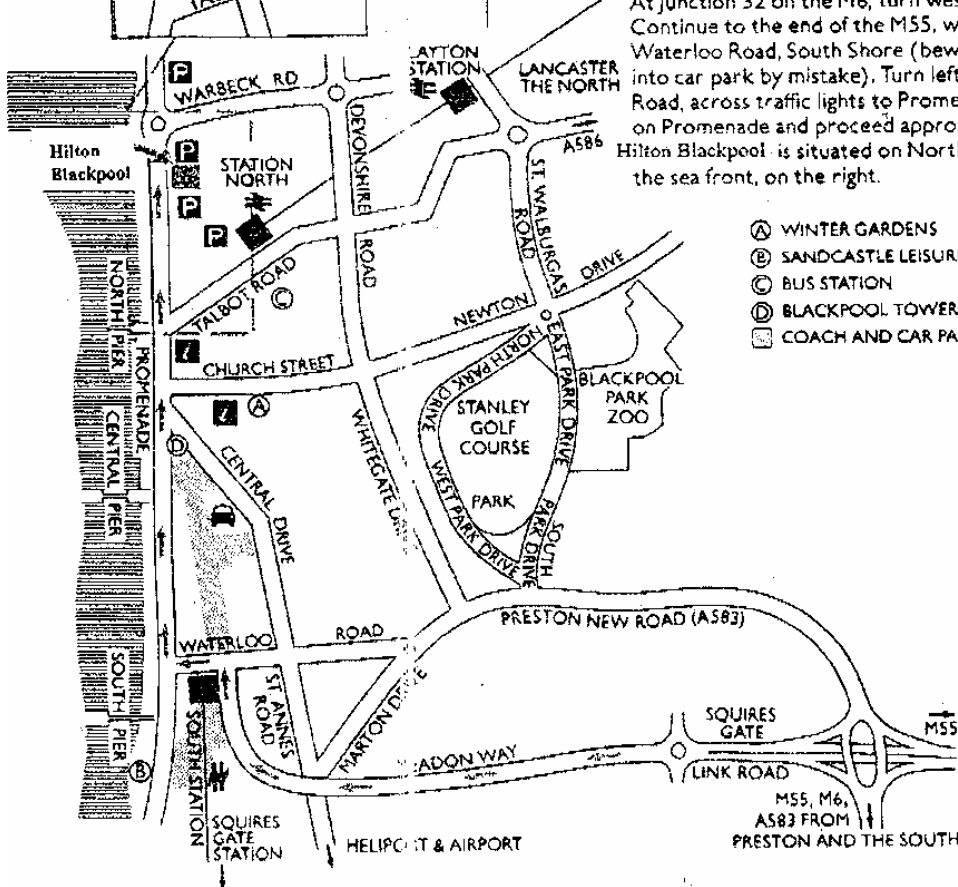 At Junction 32 on the M6, turn wes
Continue to the end of the M55, w
Waterloo Road, South Shore (bew
into car park by mistake). Turn left
Road, across traffic lights to Prome
on Promenade and proceed appro
Hilton Blackpool is situated on Nort
the sea front, on the right.
AYTON
STATION
LANCASTER
THE NORTH
P
WARBECK RD
DEVONSHIRE
ROAD
A586
Hilton
Blackpool
P
STATION
NORTH
P
P
ST. WALBURGAS
ROAD
A WINTER GARDENS
B SANDCASTLE LEISUR
C BUS STATION
D BLACKPOOL TOWER
COACH AND CAR PA
TALBOT ROAD
C
NEWTON
DRIVE
NORTH PIER
PROMENADE
i
CHURCH STREET
NORTH PARK DRIVE
EAST PARK DRIVE
BLACKPOOL
PARK
ZOO
STANLEY
GOLF
COURSE
PARK
i
A
D
CENTRAL PIER
CENTRAL DRIVE
WHITEGATE
WEST PARK DRIVE
SOUTH
PARK DRIVE
PRESTON NEW ROAD (A583)
WATERLOO
ROAD
SOUTH PIER
ST ANNES
ROAD
MARTON DRIVE
SQUIRES
GATE
M55
ADON WAY
LINK ROAD
B
SOUTH STATION
SQUIRES
GATE
STATION
M55, M6,
A583 FROM
PRESTON AND THE SOUTH
HELIPORT & AIRPORT